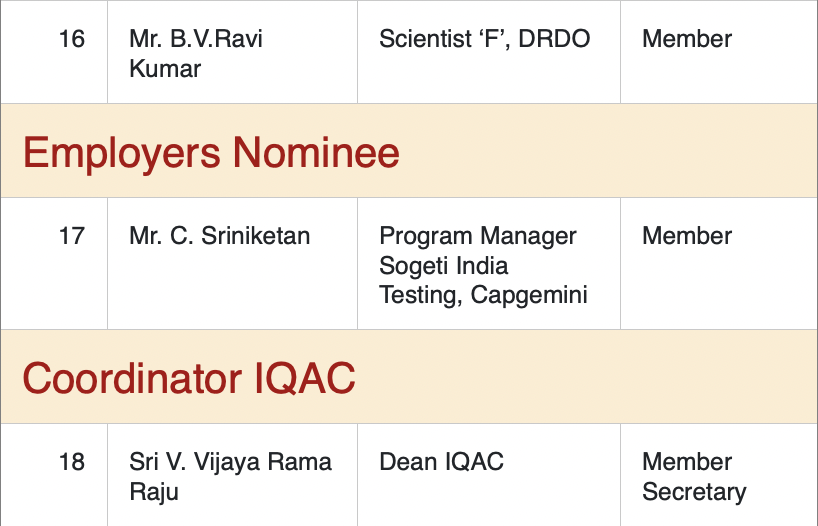 16 Mr. B.V.Ravi Scientist ‘F’, DRDO Member
Kumar
Employers Nominee
17 Mr. C. Sriniketan Program Manager Member
Sogeti India
Testing, Capgemini
Coordinator IQAC
18 Sri V. Vijaya Rama Dean IQAC Member
Raju Secretary